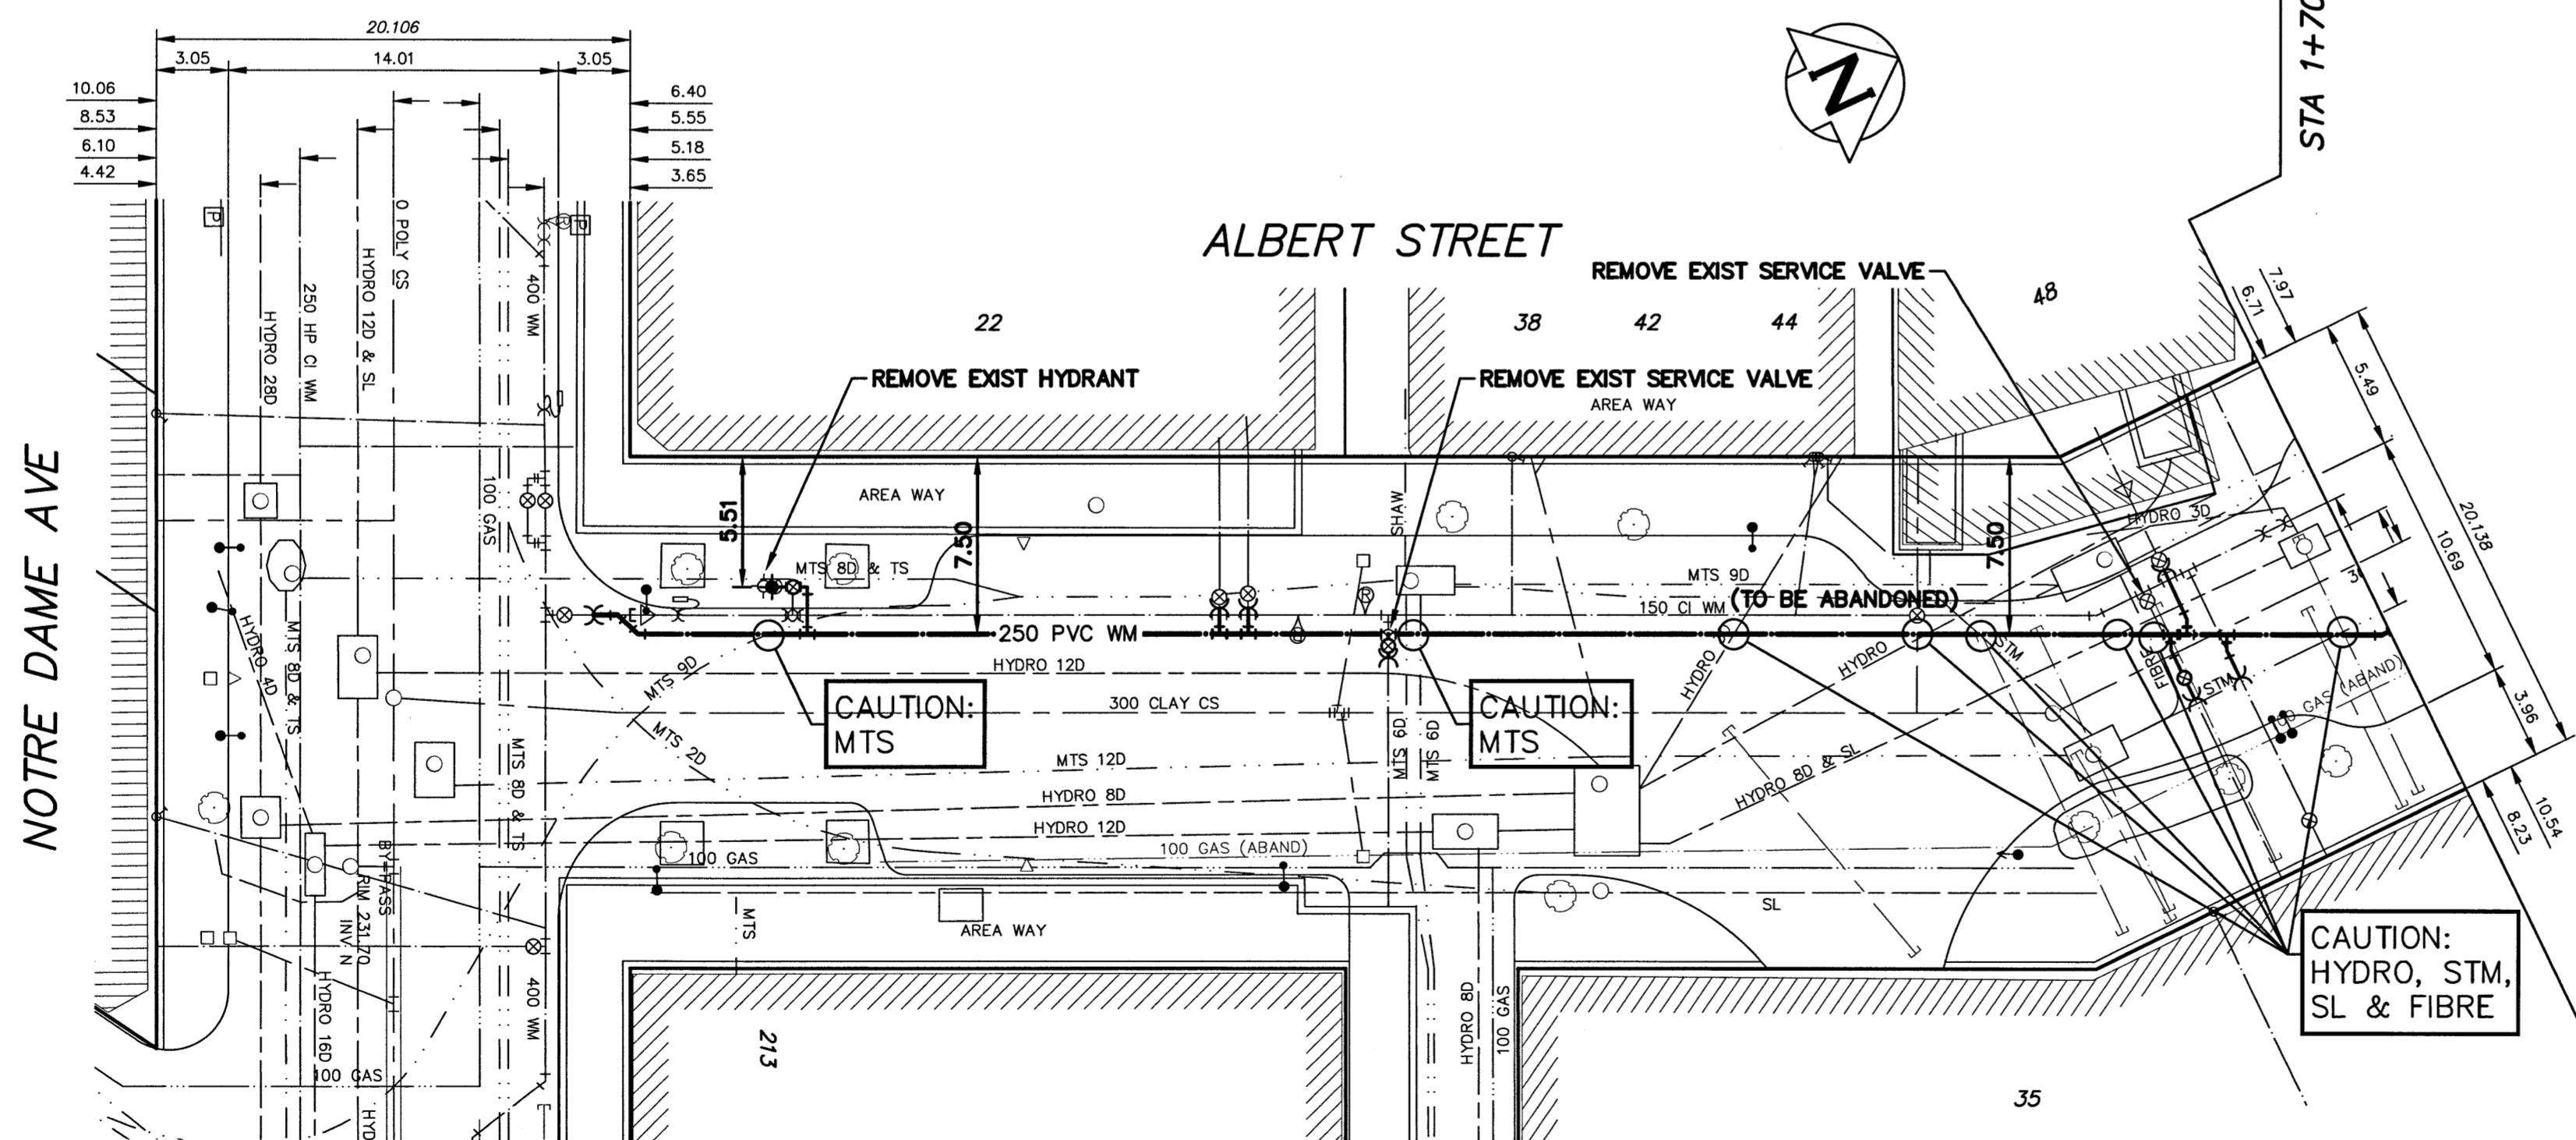 20.106
3.05
14.01
3.05
10.06
8.53
6.10
4.42
6.40
5.55
5.18
3.65
N
STA 1+70
ALBERT STREET
NOTRE DAME AVE
P
P
HYDRO 28D
250 HP CI WM
HYDRO 12D & SL
0 POLY CS
400 WM
100 GAS
REMOVE EXIST SERVICE VALVE
22
38
42
44
48
REMOVE EXIST HYDRANT
REMOVE EXIST SERVICE VALVE
AREA WAY
7.97
6.71
5.49
20.138
10.69
3.96
10.54
8.23
AREA WAY
5.51
7.50
SHAW
7.50
HYDRO 3D
MTS 8D & TS
MTS 9D
R
150 CI WM (TO BE ABANDONED)
250 PVC WM
STM
FIBRE
STM
100 GAS (ABAND)
HYDRO 4D
MTS 8D & TS
MTS 9D
MTS 2D
HYDRO 12D
HYDRO
HYDRO
300 CLAY CS
CAUTION:
MTS
CAUTION:
MTS
MTS 6D
MTS 6D
MTS 12D
HYDRO 8D
HYDRO 12D
HYDRO 8D & SL
MTS 8D & TS
100 GAS
100 GAS (ABAND)
BY-PASS
RIM 231.70
INV N
MTS
AREA WAY
SL
CAUTION:
HYDRO, STM,
SL & FIBRE
HYDRO 16D
400 WM
100 GAS
HYD
213
HYDRO 8D
100 GAS
35